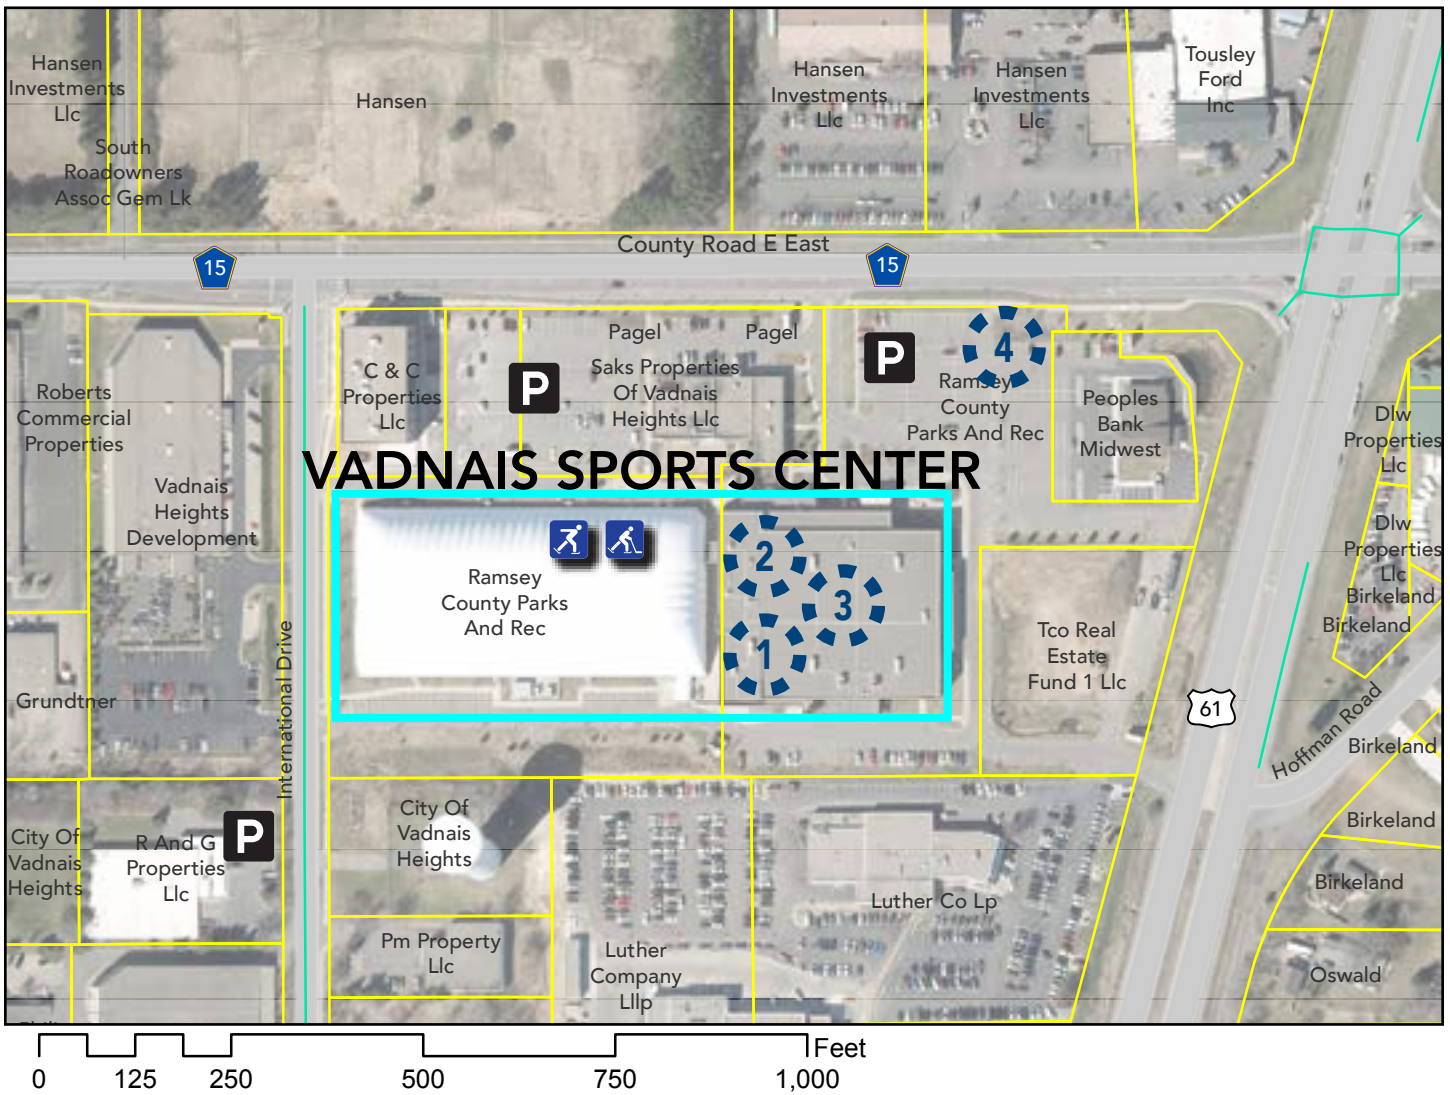 Hansen
Investments
Llc
South
Roadowners
Assoc Gem Lk
Hansen
Hansen
Investments
Llc
Hansen
Investments
Llc
Tousley
Ford
Inc
County Road E East
15
15
Roberts
Commercial
Properties
Vadnais
Heights
Development
C & C
Properties
Llc
P
Pagel
Pagel
Saks Properties
Of Vadnais
Heights Llc
P
4
Ramsey
County
Parks And Rec
Peoples
Bank
Midwest
Dlw
Properties
Llc
VADNAIS SPORTS CENTER
Ramsey
County Parks
And Rec
2
3
1
Tco Real
Estate
Fund 1 Llc
Dlw
Properties
Llc
Birkeland
Birkeland
Grundtner
International Drive
61
Hoffman Road
Birkeland
City Of
Vadnais
Heights
R And G
Properties
Llc
P
City Of
Vadnais
Heights
Birkeland
Birkeland
Luther Co Lp
Pm Property
Llc
Luther
Company
Lllp
Oswald
Feet
0 125 250 500 750 1,000